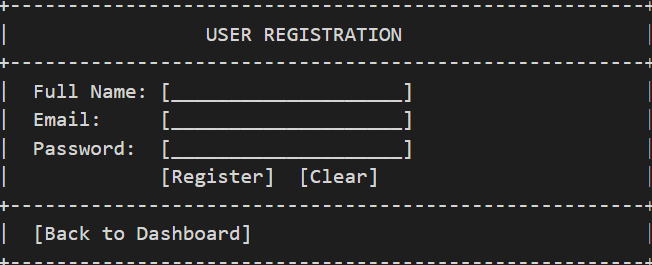 +------------------------------------------------------+
|                 USER REGISTRATION                    |
+------------------------------------------------------+
|  Full Name: [____________________]                   |
|  Email:     [____________________]                   |
|  Password:  [____________________]                   |
|             [Register]  [Clear]                      |
+------------------------------------------------------+
|  [Back to Dashboard]                                 |
+------------------------------------------------------+